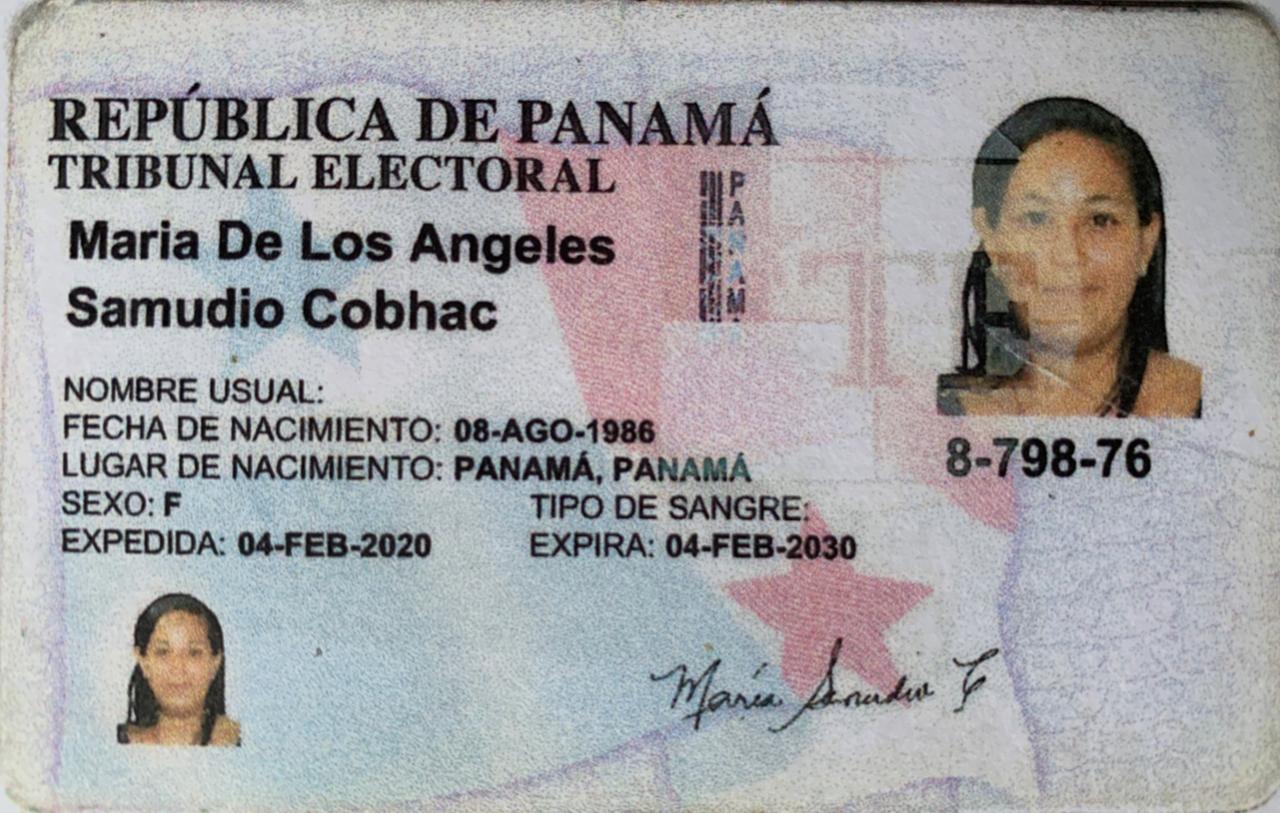 REPÚBLICA DE PANAMÁ
TRIBUNAL ELECTORAL
PANAMÁ
Maria De Los Angeles
Samudio Cobhac
NOMBRE USUAL:
FECHA DE NACIMIENTO: 08-AGO-1986
LUGAR DE NACIMIENTO: PANAMÁ, PANAMÁ
SEXO: F TIPO DE SANGRE:
EXPEDIDA: 04-FEB-2020 EXPIRA: 04-FEB-2030
8-798-76
TE
María Samudio C